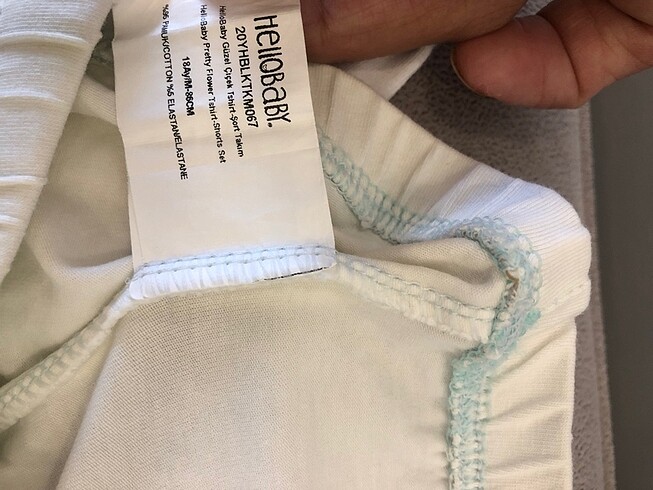 HelloBaby.
20YHBLKTKM067
HelloBaby Güzel Çiçek Tshirt-Şort Takım
HelloBaby Pretty Flower Tshirt-Shorts Set
18Ay/M-86CM
%95 PAMUK/COTTON %5 ELASTAN/ELASTANE